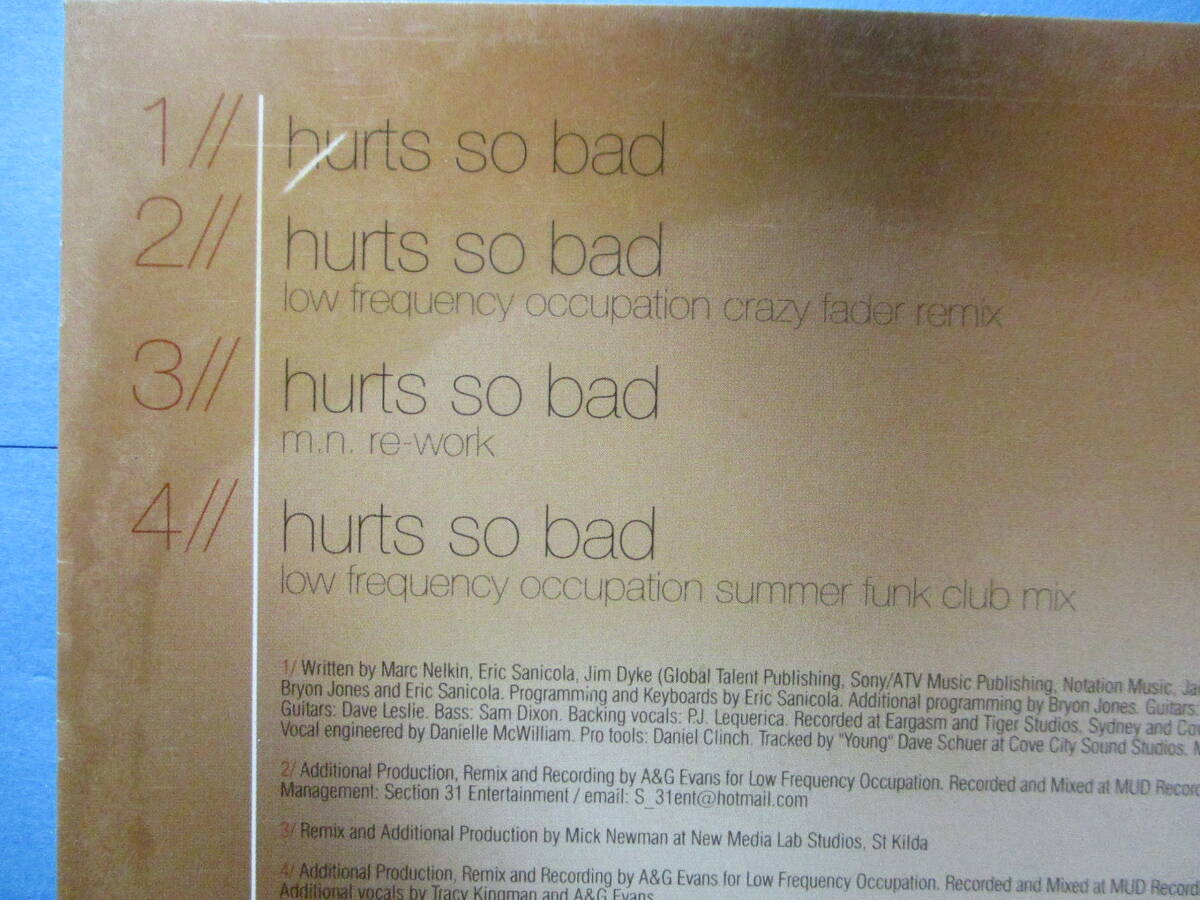 1// hurts so bad
2// hurts so bad
low frequency occupation crazy fader remix
3// hurts so bad
m.n. re-work
4// hurts so bad
low frequency occupation summer funk club mix
1/ Written by Marc Nelkin, Eric Sanicola, Jim Dyke (Global Talent Publishing, Sony/ATV Music Publishing, Notation Music,
Bryon Jones and Eric Sanicola. Programming and Keyboards by Eric Sanicola. Additional programming by Bryon Jones. Guitars:
Guitars: Dave Leslie. Bass: Sam Dixon. Backing vocals: P.J. Lequerica. Recorded at Eargasm and Tiger Studios, Sydney and
Vocal engineered by Danielle McWilliam. Pro tools: Daniel Clinch. Tracked by "Young" Dave Schuer at Cove City Sound Studios.
2/ Additional Production, Remix and Recording by A&G Evans for Low Frequency Occupation. Recorded and Mixed at MUD
Management: Section 31 Entertainment / email: S_31ent@hotmail.com
3/ Remix and Additional Production by Mick Newman at New Media Lab Studios, St Kilda
4/ Additional Production, Remix and Recording by A&G Evans for Low Frequency Occupation. Recorded and Mixed at MUD
Additional vocals by Tracy Kingman and A&G Evans